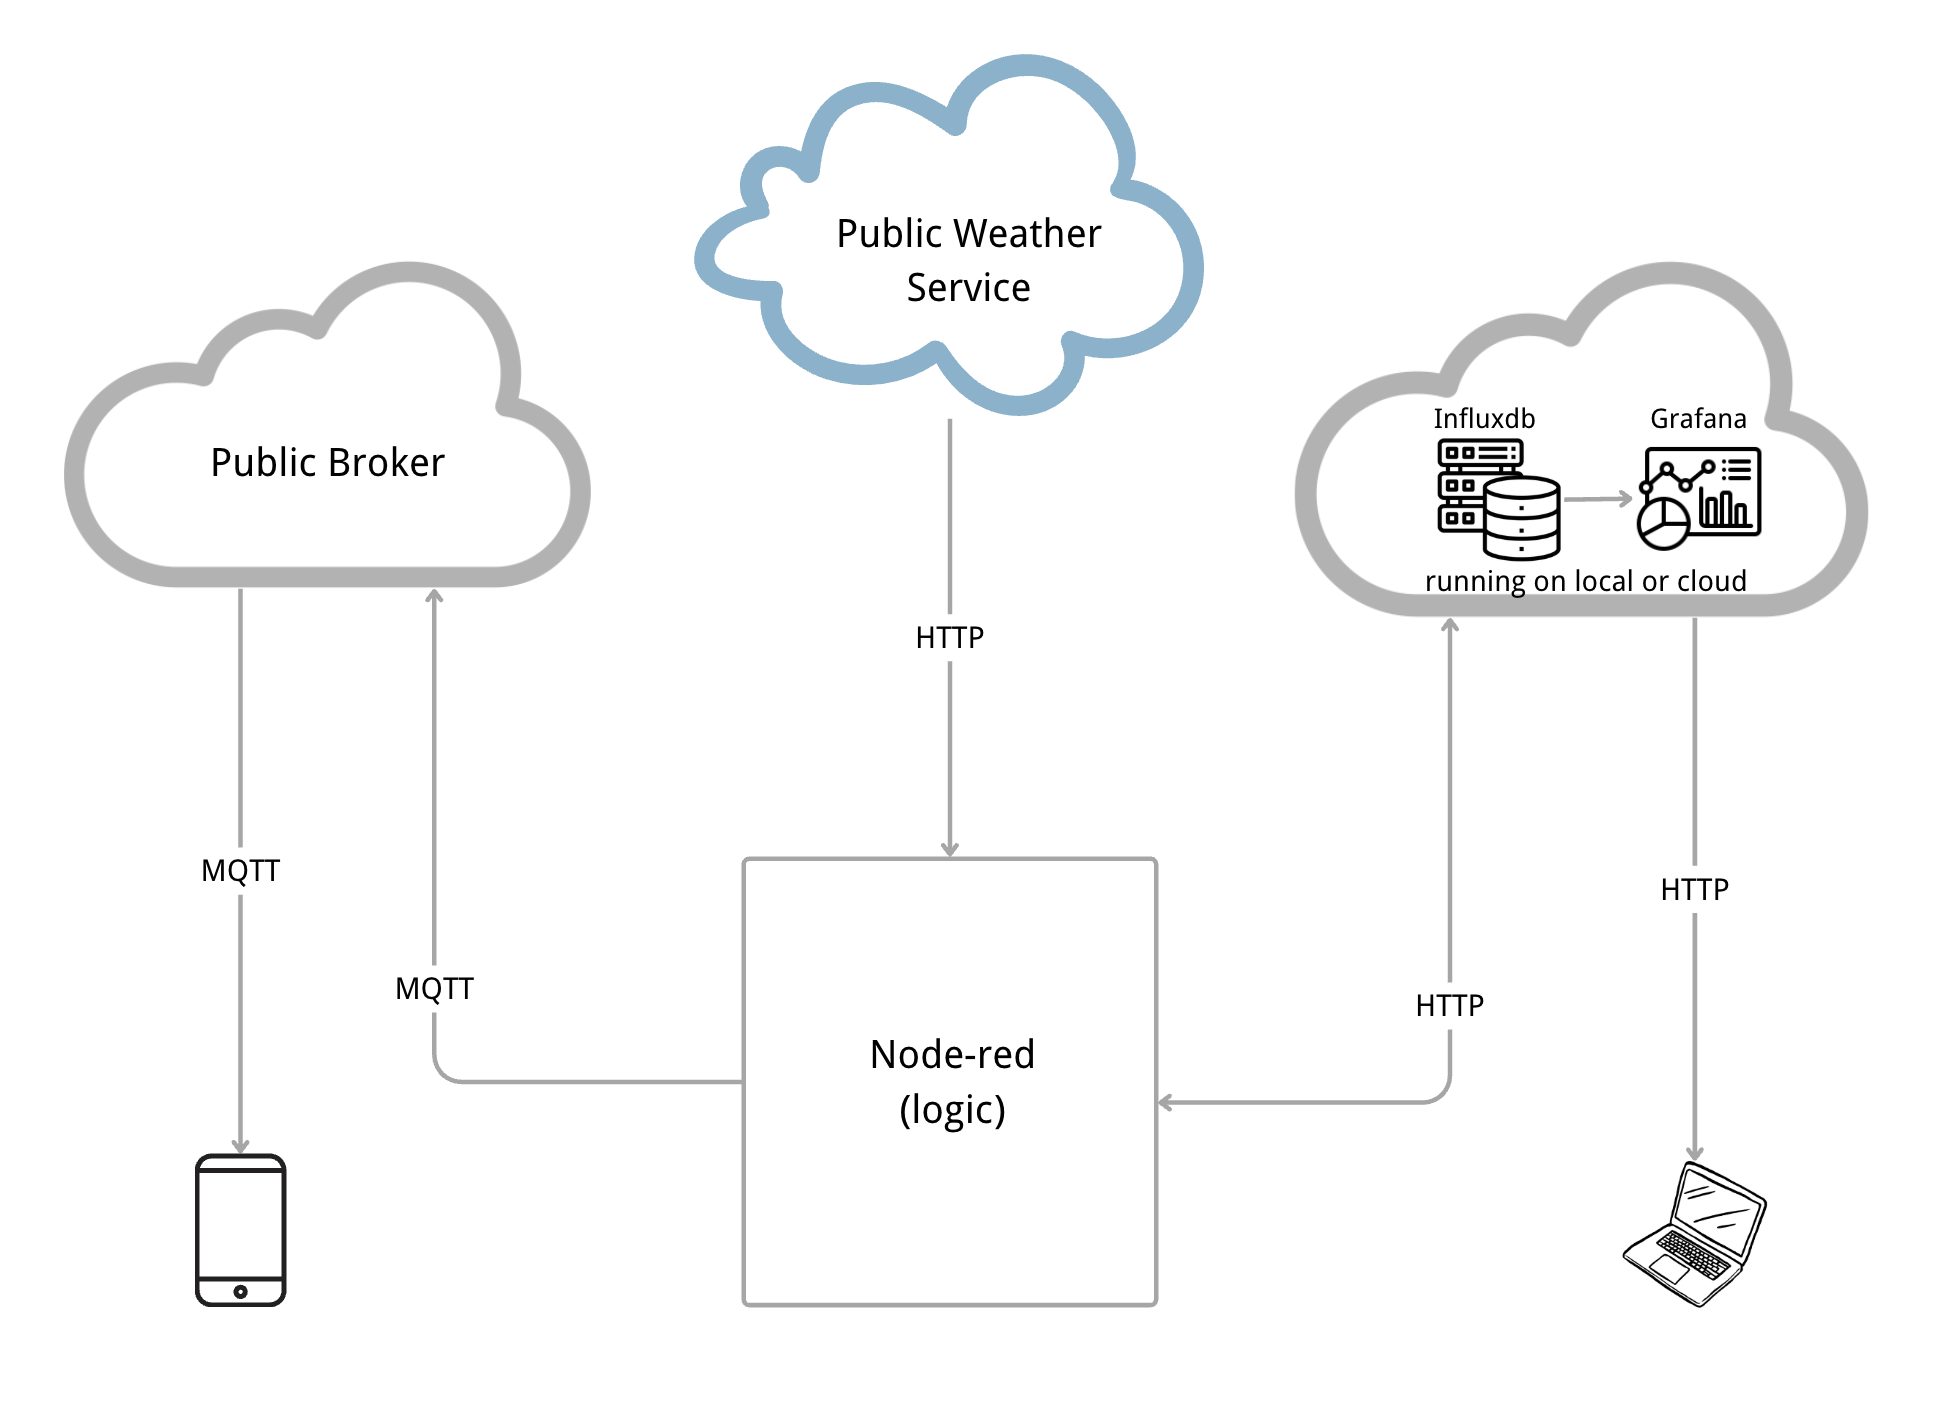 Public Weather
Service
Public Broker
Influxdb
Grafana
running on local or cloud
HTTP
MQTT
HTTP
MQTT
HTTP
Node-red
(logic)